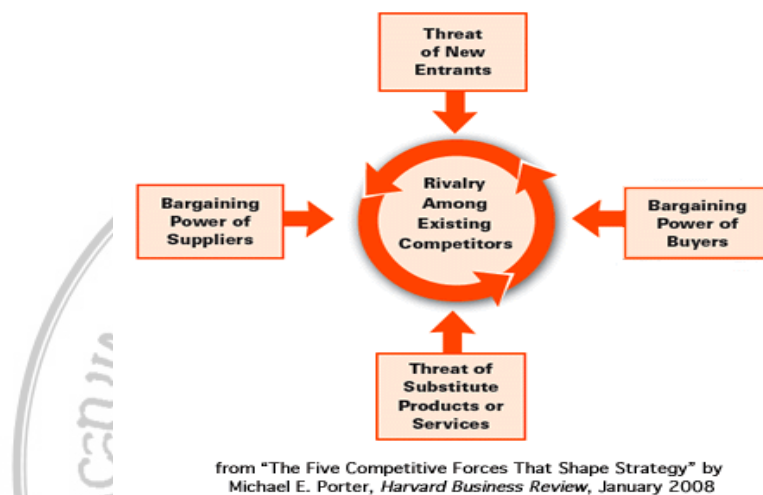 Threat
of New
Entrants
Bargaining
Power of
Suppliers
Rivalry
Among
Existing
Competitors
Bargaining
Power of
Buyers
Threat of
Substitute
Products or
Services
from “The Five Competitive Forces That Shape Strategy” by
Michael E. Porter, Harvard Business Review, January 2008